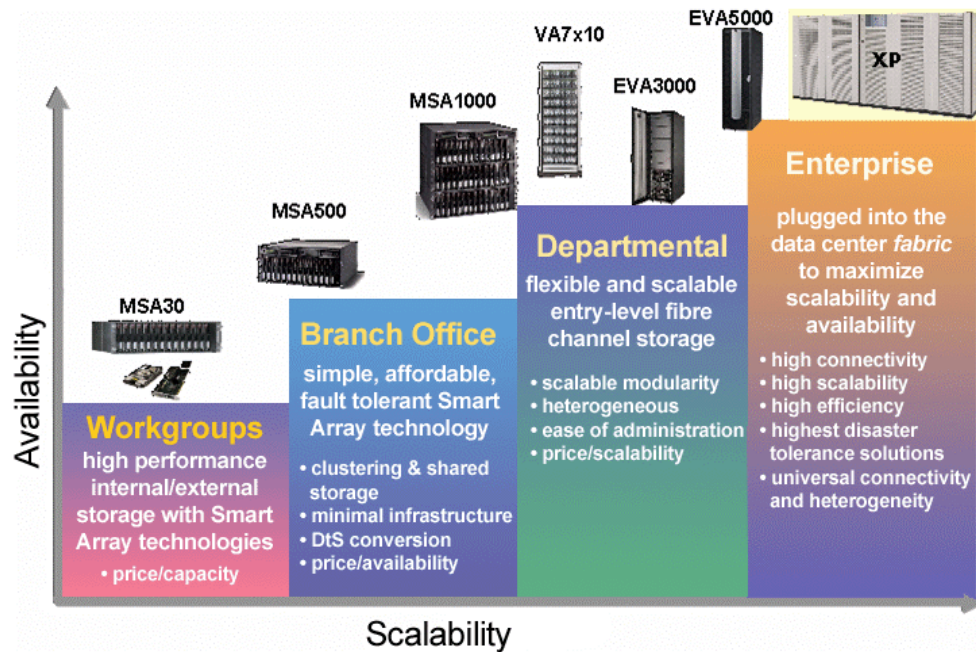 EVA5000
VA7x10
XP
EVA3000
MSA1000
MSA500
MSA30
Availability
Workgroups
high performance
internal/external
storage with Smart
Array technologies
• price/capacity
Branch Office
simple, affordable,
fault tolerant Smart
Array technology
• clustering & shared
storage
• minimal infrastructure
• DtS conversion
• price/availability
Departmental
flexible and scalable
entry-level fibre
channel storage
• scalable modularity
• heterogeneous
• ease of administration
• price/scalability
Enterprise
plugged into the
data center fabric
to maximize
scalability and
availability
• high connectivity
• high scalability
• high efficiency
• highest disaster
tolerance solutions
• universal connectivity
and heterogeneity
Scalability